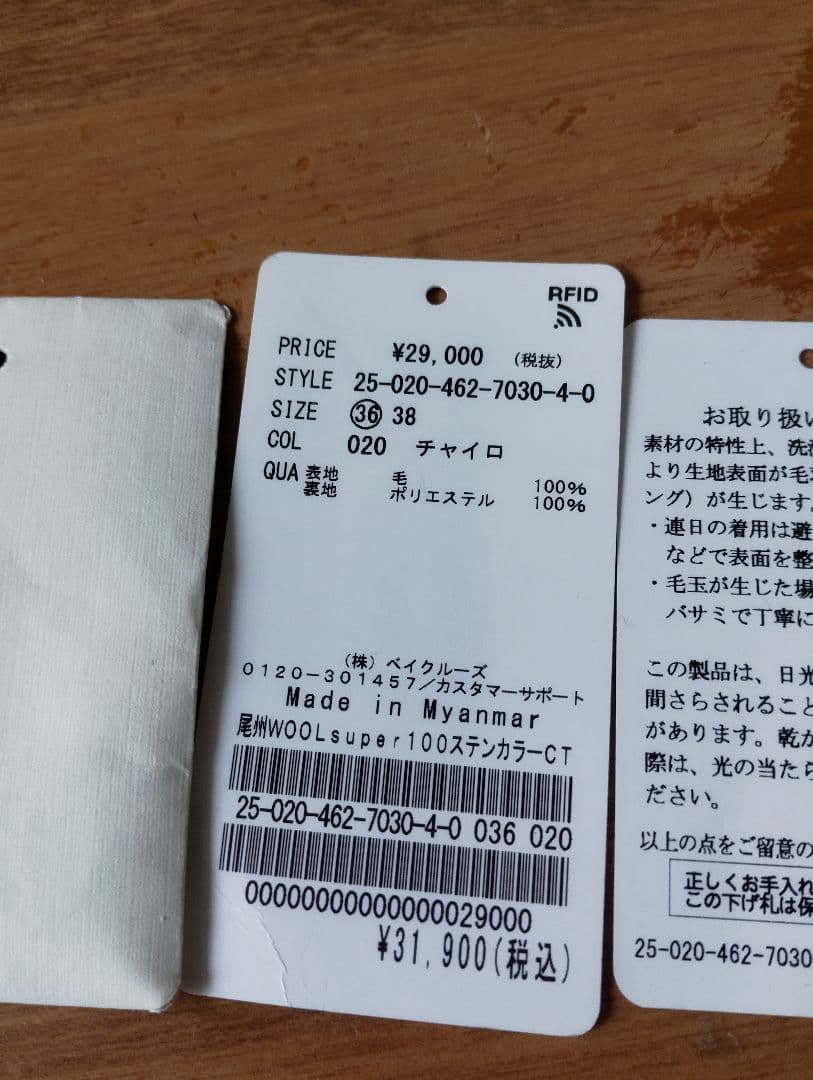 RFID
PRICE ¥29,000 (税抜)
STYLE 25-020-462-7030-4-0
SIZE 36 38
COL 020 チャイロ
QUA 表地 毛 100%
裏地 ポリエステル 100%
(株) ベイクルーズ
0120-301457/カスタマーサポート
Made in Myanmar
尾州WOOLsuper100ステンカラーCT
25-020-462-7030-4-0 036 020
00000000000000029000
¥31,900(税込)
お取り扱い
素材の特性上、洗濯
より生地表面が毛
ング) が生じます。
・連日の着用は避
などで表面を整
・毛玉が生じた場
バサミで丁寧に
この製品は、日光
間さらされること
があります。乾か
際は、光の当たら
ださい。
以上の点をご留意の
正しくお手入れ
この下げ札は保
25-020-462-7030